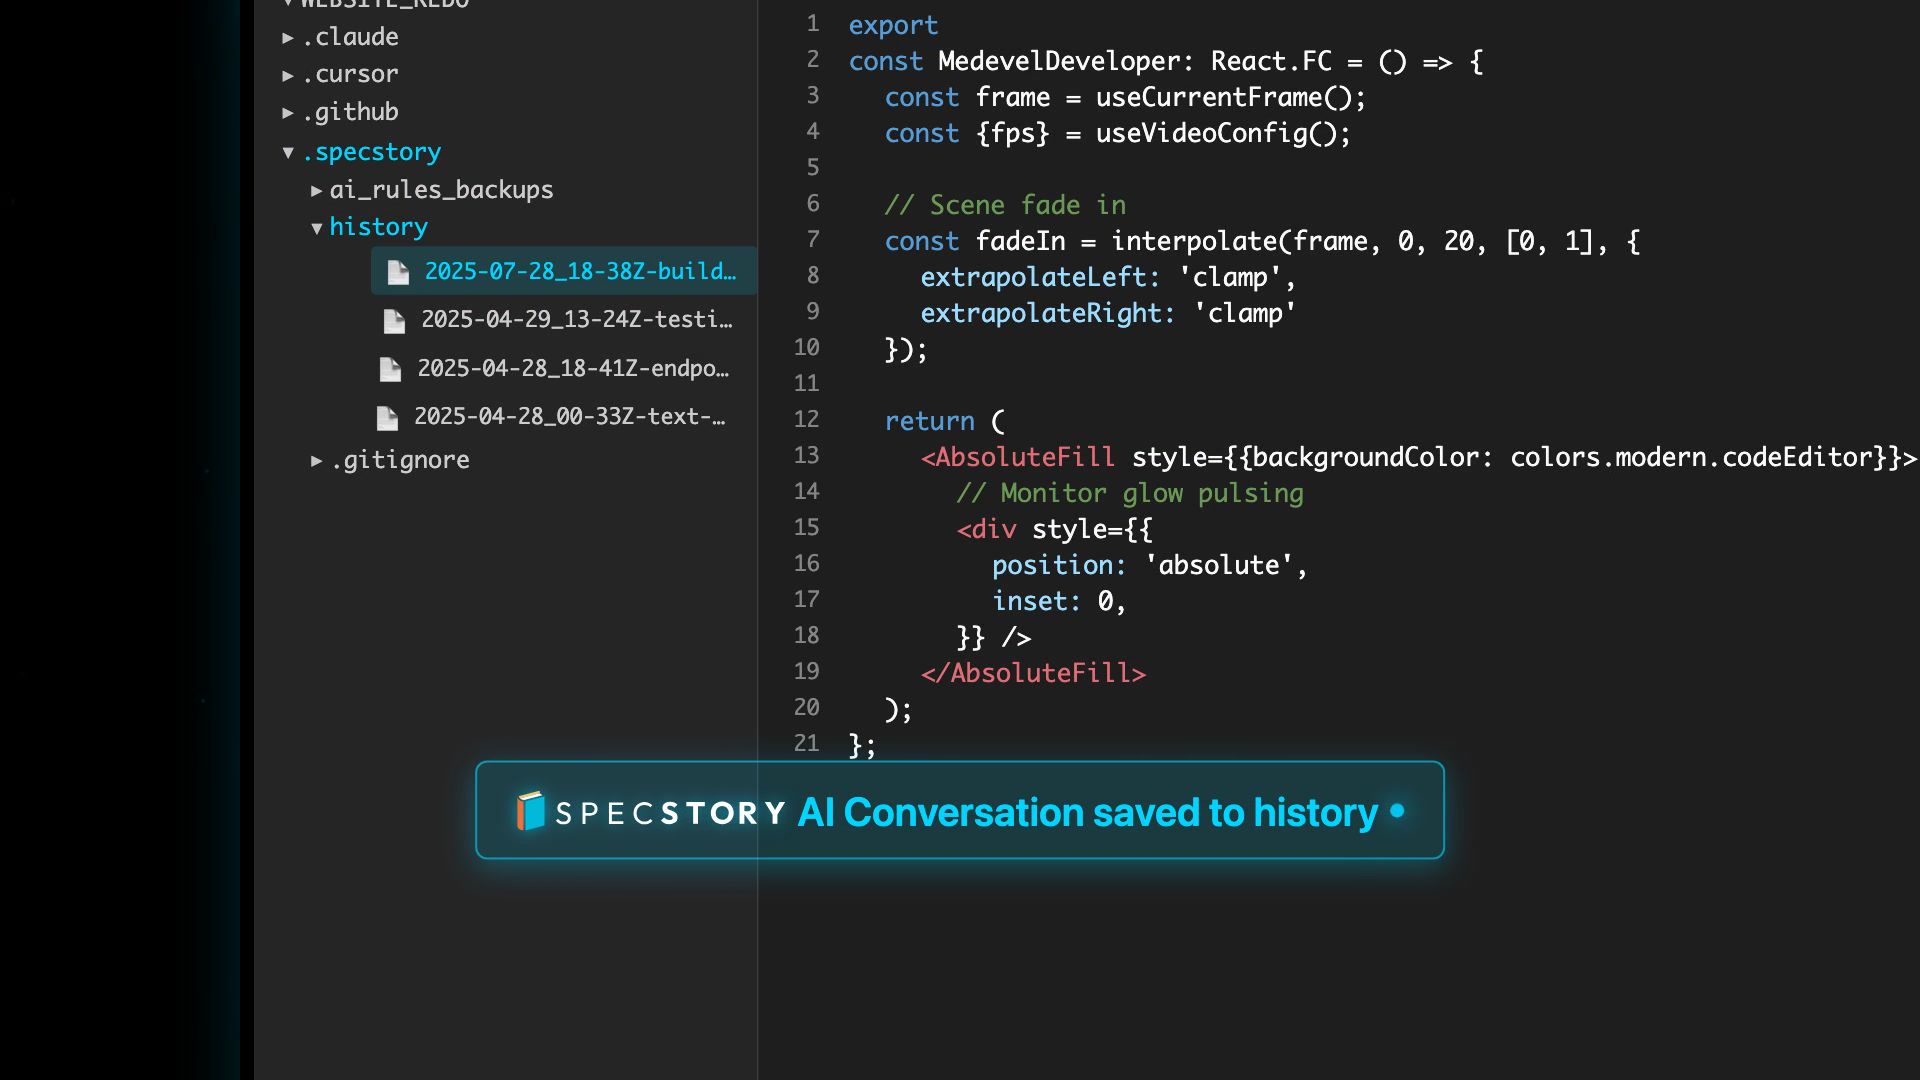 WEBSITE_REDO
.claude
.cursor
.github
.specstory
ai_rules_backups
history
2025-07-28_18-38Z-build…
2025-04-29_13-24Z-testi…
2025-04-28_18-41Z-endpo…
2025-04-28_00-33Z-text-…
.gitignore
1 export
2 const MedevelDeveloper: React.FC = () => {
3 const frame = useCurrentFrame();
4 const {fps} = useVideoConfig();
5
6 // Scene fade in
7 const fadeIn = interpolate(frame, 0, 20, [0, 1], {
8 extrapolateLeft: 'clamp',
9 extrapolateRight: 'clamp'
10 });
11
12 return (
13 <AbsoluteFill style={{backgroundColor: colors.modern.codeEditor}}>
14 // Monitor glow pulsing
15 <div style={{
16 position: 'absolute',
17 inset: 0,
18 }} />
19 </AbsoluteFill>
20 );
21 };
SPECSTORY AI Conversation saved to history